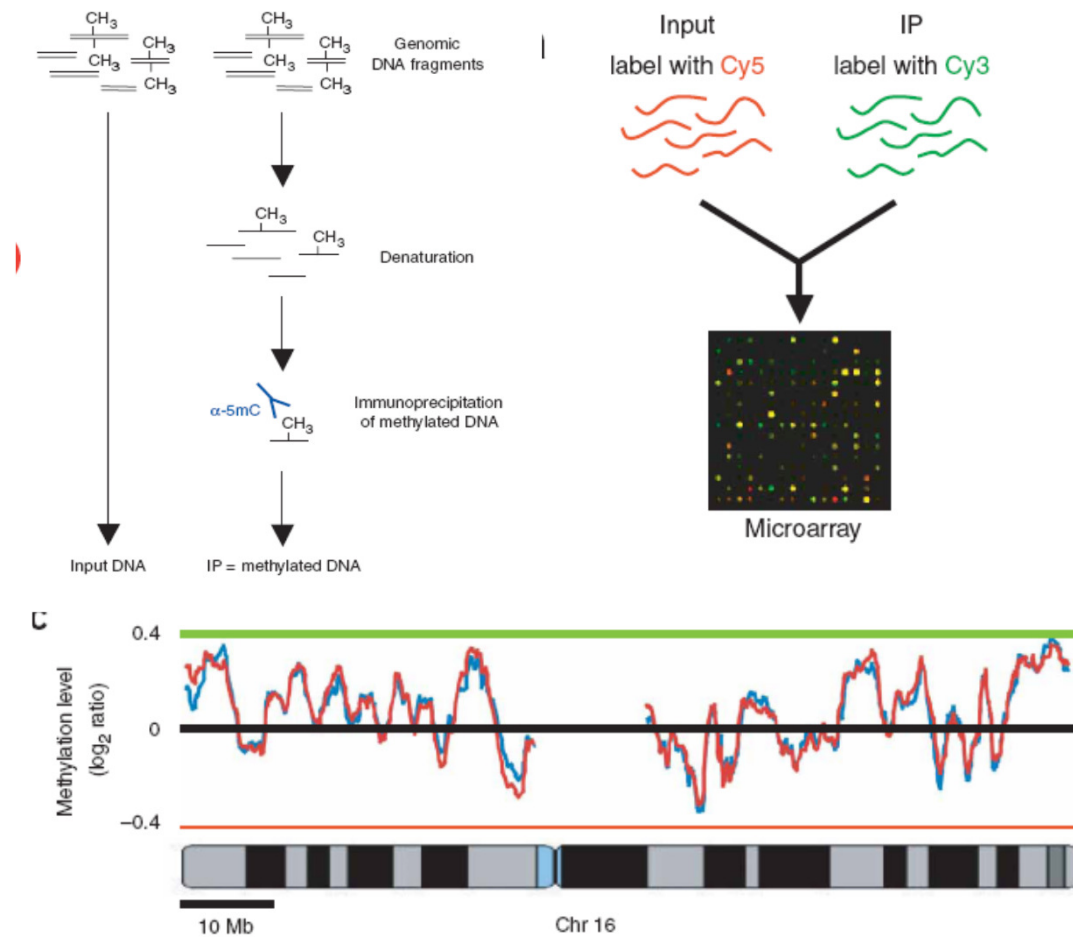 CH3
CH3
CH3
CH3
CH3
CH3
CH3
CH3
Genomic
DNA fragments
CH3
CH3
Denaturation
α-5mC
CH3
Immunoprecipitation
of methylated DNA
Input DNA
IP = methylated DNA
Input
IP
label with Cy5
label with Cy3
Microarray
C
Methylation level
(log2 ratio)
0.4
0
–0.4
10 Mb
Chr 16